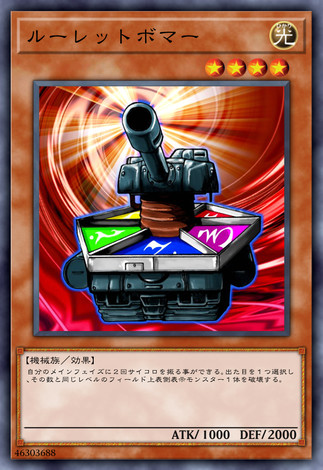 ルーレットボマー
光
【機械族／効果】
自分のメインフェイズに２回サイコロを振る事ができる。出た目を１つ選択し
、その数と同じレベルのフィールド上表側表示モンスター１体を破壊する。
ATK/ 1000 DEF/2000
46303688